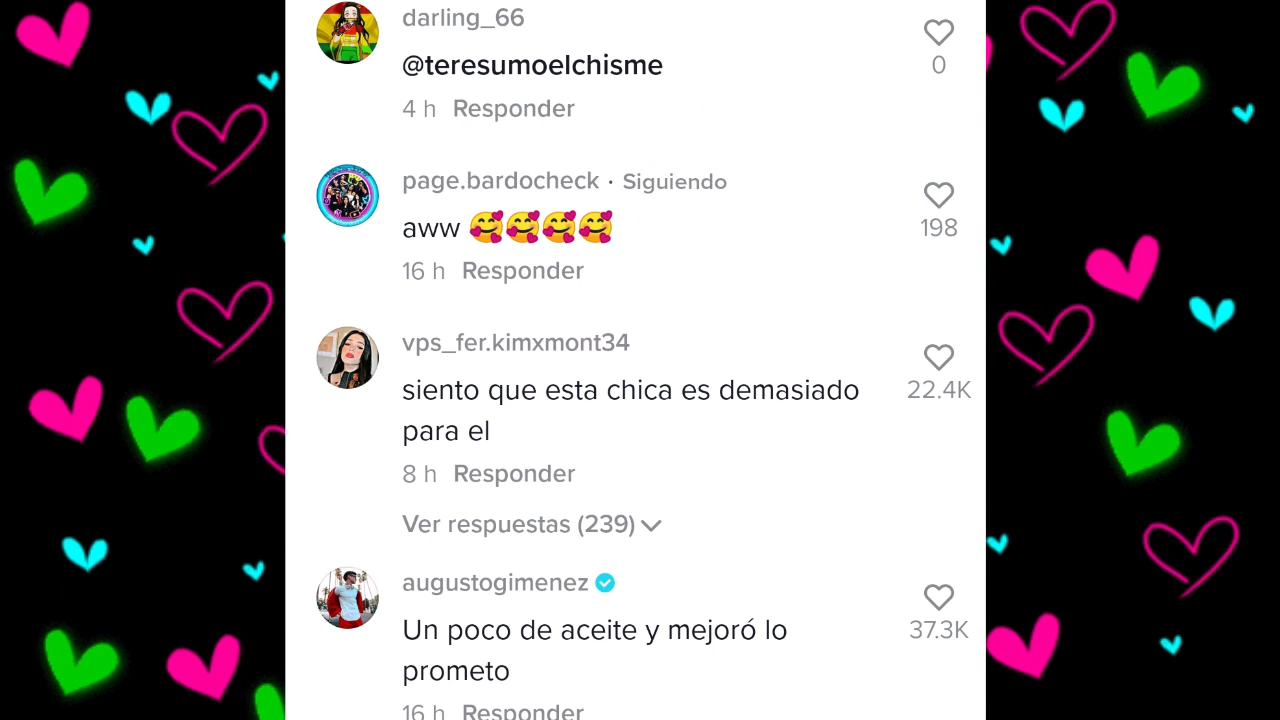 darling_66
@teresumoelchisme
0
4 h Responder
page.bardocheck · Siguiendo
aww 🥰🥰🥰🥰
198
16 h Responder
vps_fer.kimxmont34
siento que esta chica es demasiado
para el
22.4K
8 h Responder
Ver respuestas (239)
augustogimenez
Un poco de aceite y mejoró lo
prometo
37.3K
16 h Responder